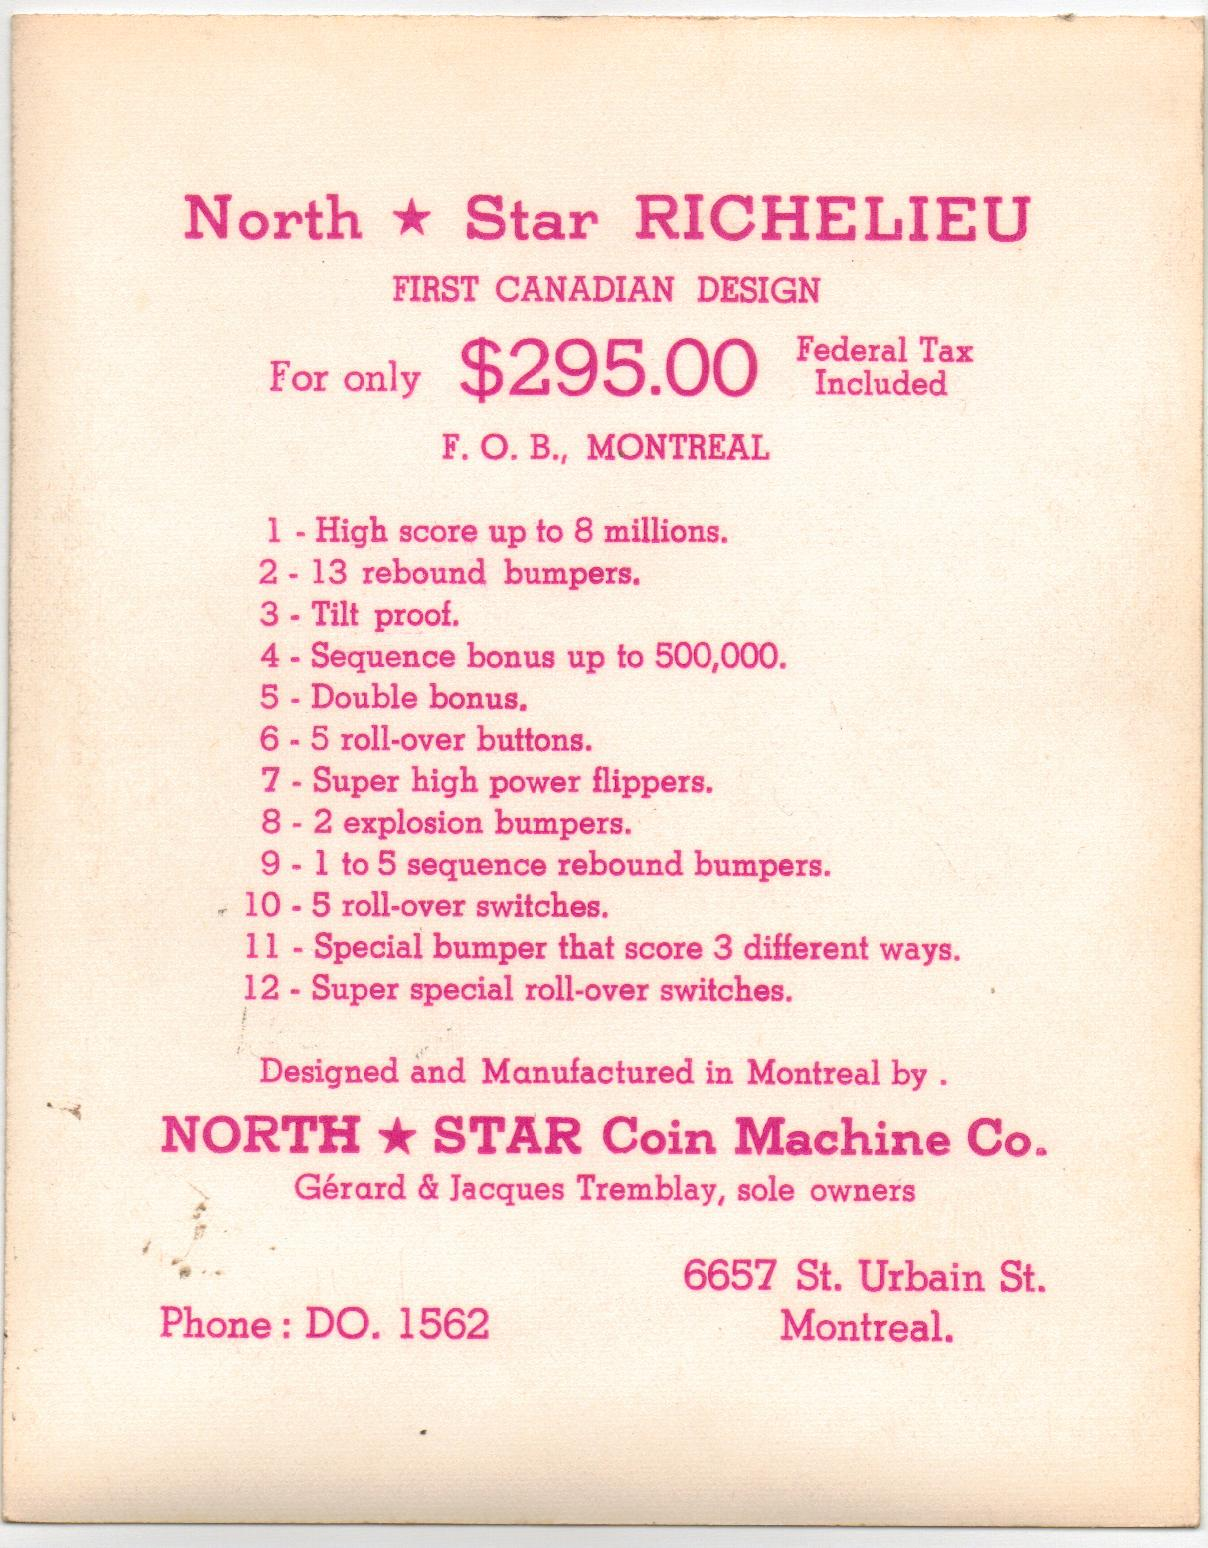 North ★ Star RICHELIEU
FIRST CANADIAN DESIGN
For only $295.00 Federal Tax Included
F. O. B., MONTREAL
1 - High score up to 8 millions.
2 - 13 rebound bumpers.
3 - Tilt proof.
4 - Sequence bonus up to 500,000.
5 - Double bonus.
6 - 5 roll-over buttons.
7 - Super high power flippers.
8 - 2 explosion bumpers.
9 - 1 to 5 sequence rebound bumpers.
10 - 5 roll-over switches.
11 - Special bumper that score 3 different ways.
12 - Super special roll-over switches.
Designed and Manufactured in Montreal by .
NORTH ★ STAR Coin Machine Co.
Gérard & Jacques Tremblay, sole owners
6657 St. Urbain St.
Phone : DO. 1562
Montreal.